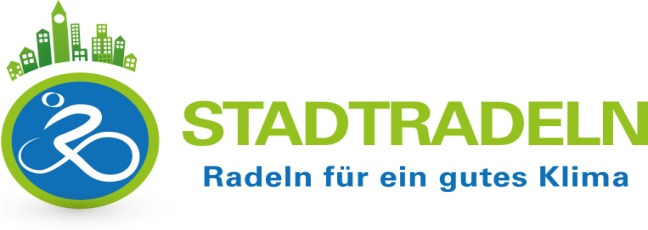 STADTRADELN
Radeln für ein gutes Klima